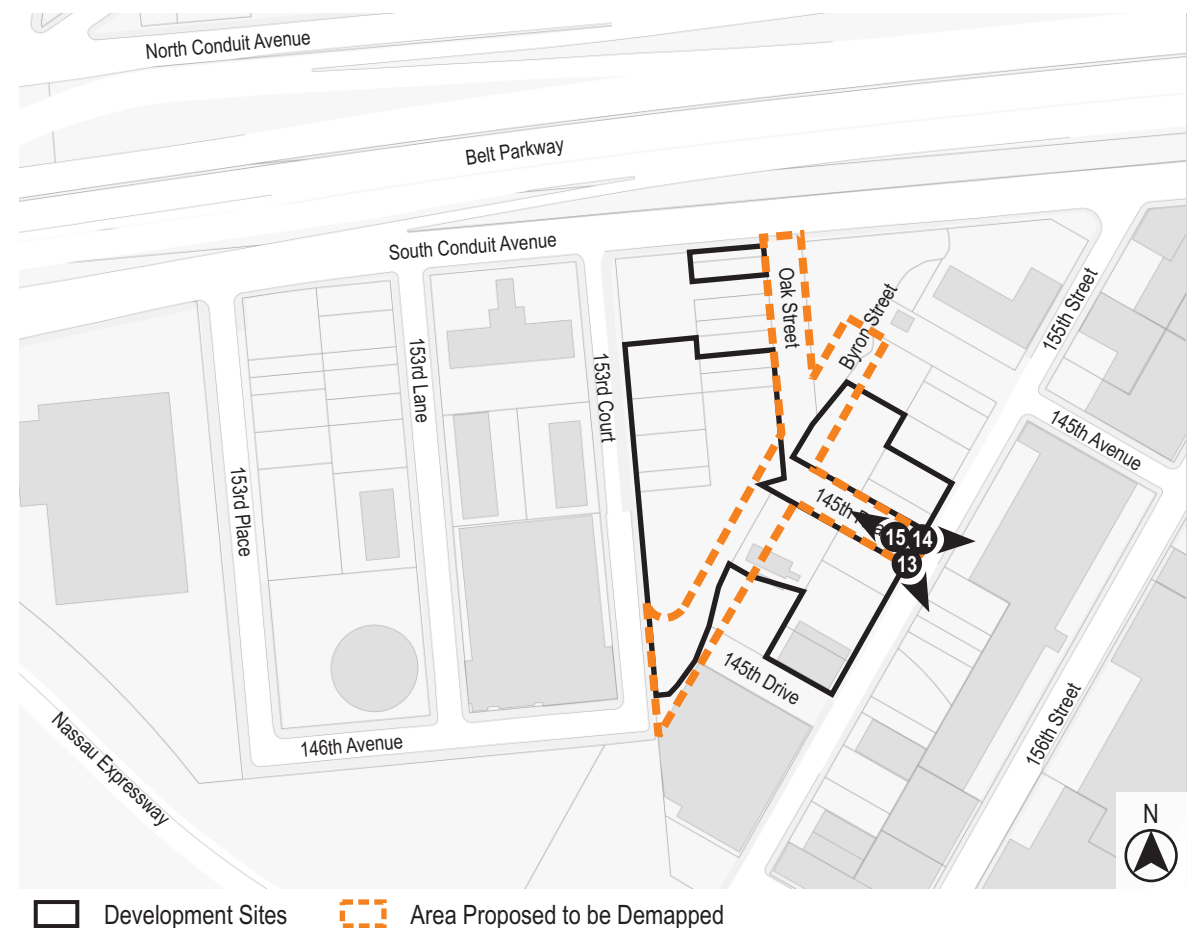 North Conduit Avenue
Belt Parkway
South Conduit Avenue
Oak Street
Byron Street
155th Street
153rd Lane
153rd Court
145th Avenue
153rd Place
145th
15
14
13
145th Drive
156th Street
146th Avenue
Nassau Expressway
N
Development Sites
Area Proposed to be Demapped